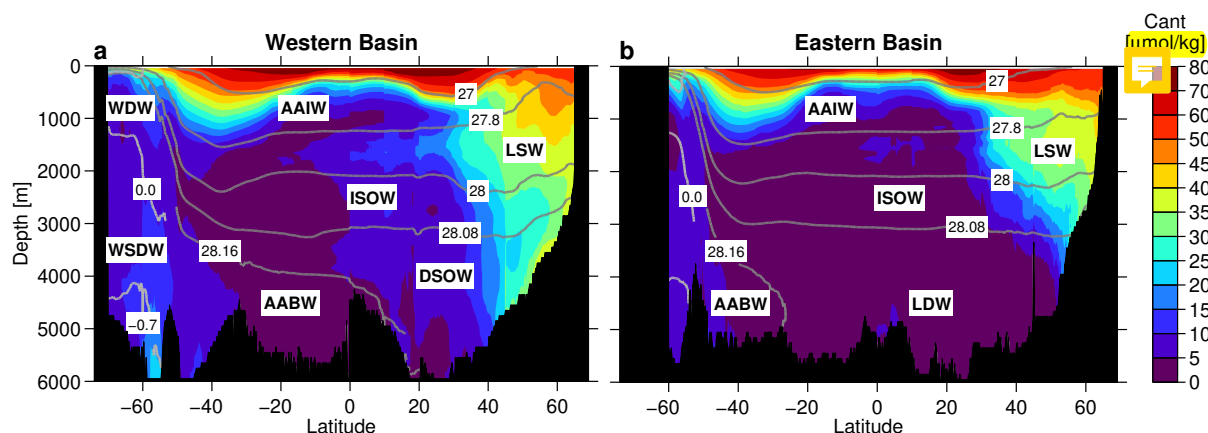 Cant
[µmol/kg]
a
Western Basin
b
Eastern Basin
0
1000
2000
3000
4000
5000
6000
Depth [m]
WDW
AAIW
27
27.8
LSW
0.0
ISOW
28
WSDW
28.16
28.08
DSOW
AABW
−0.7
−60
−40
−20
0
20
40
60
Latitude
27
AAIW
27.8
LSW
0.0
ISOW
28
28.08
28.16
AABW
LDW
−60
−40
−20
0
20
40
60
Latitude
80
70
60
55
50
45
40
35
30
25
20
15
10
5
0